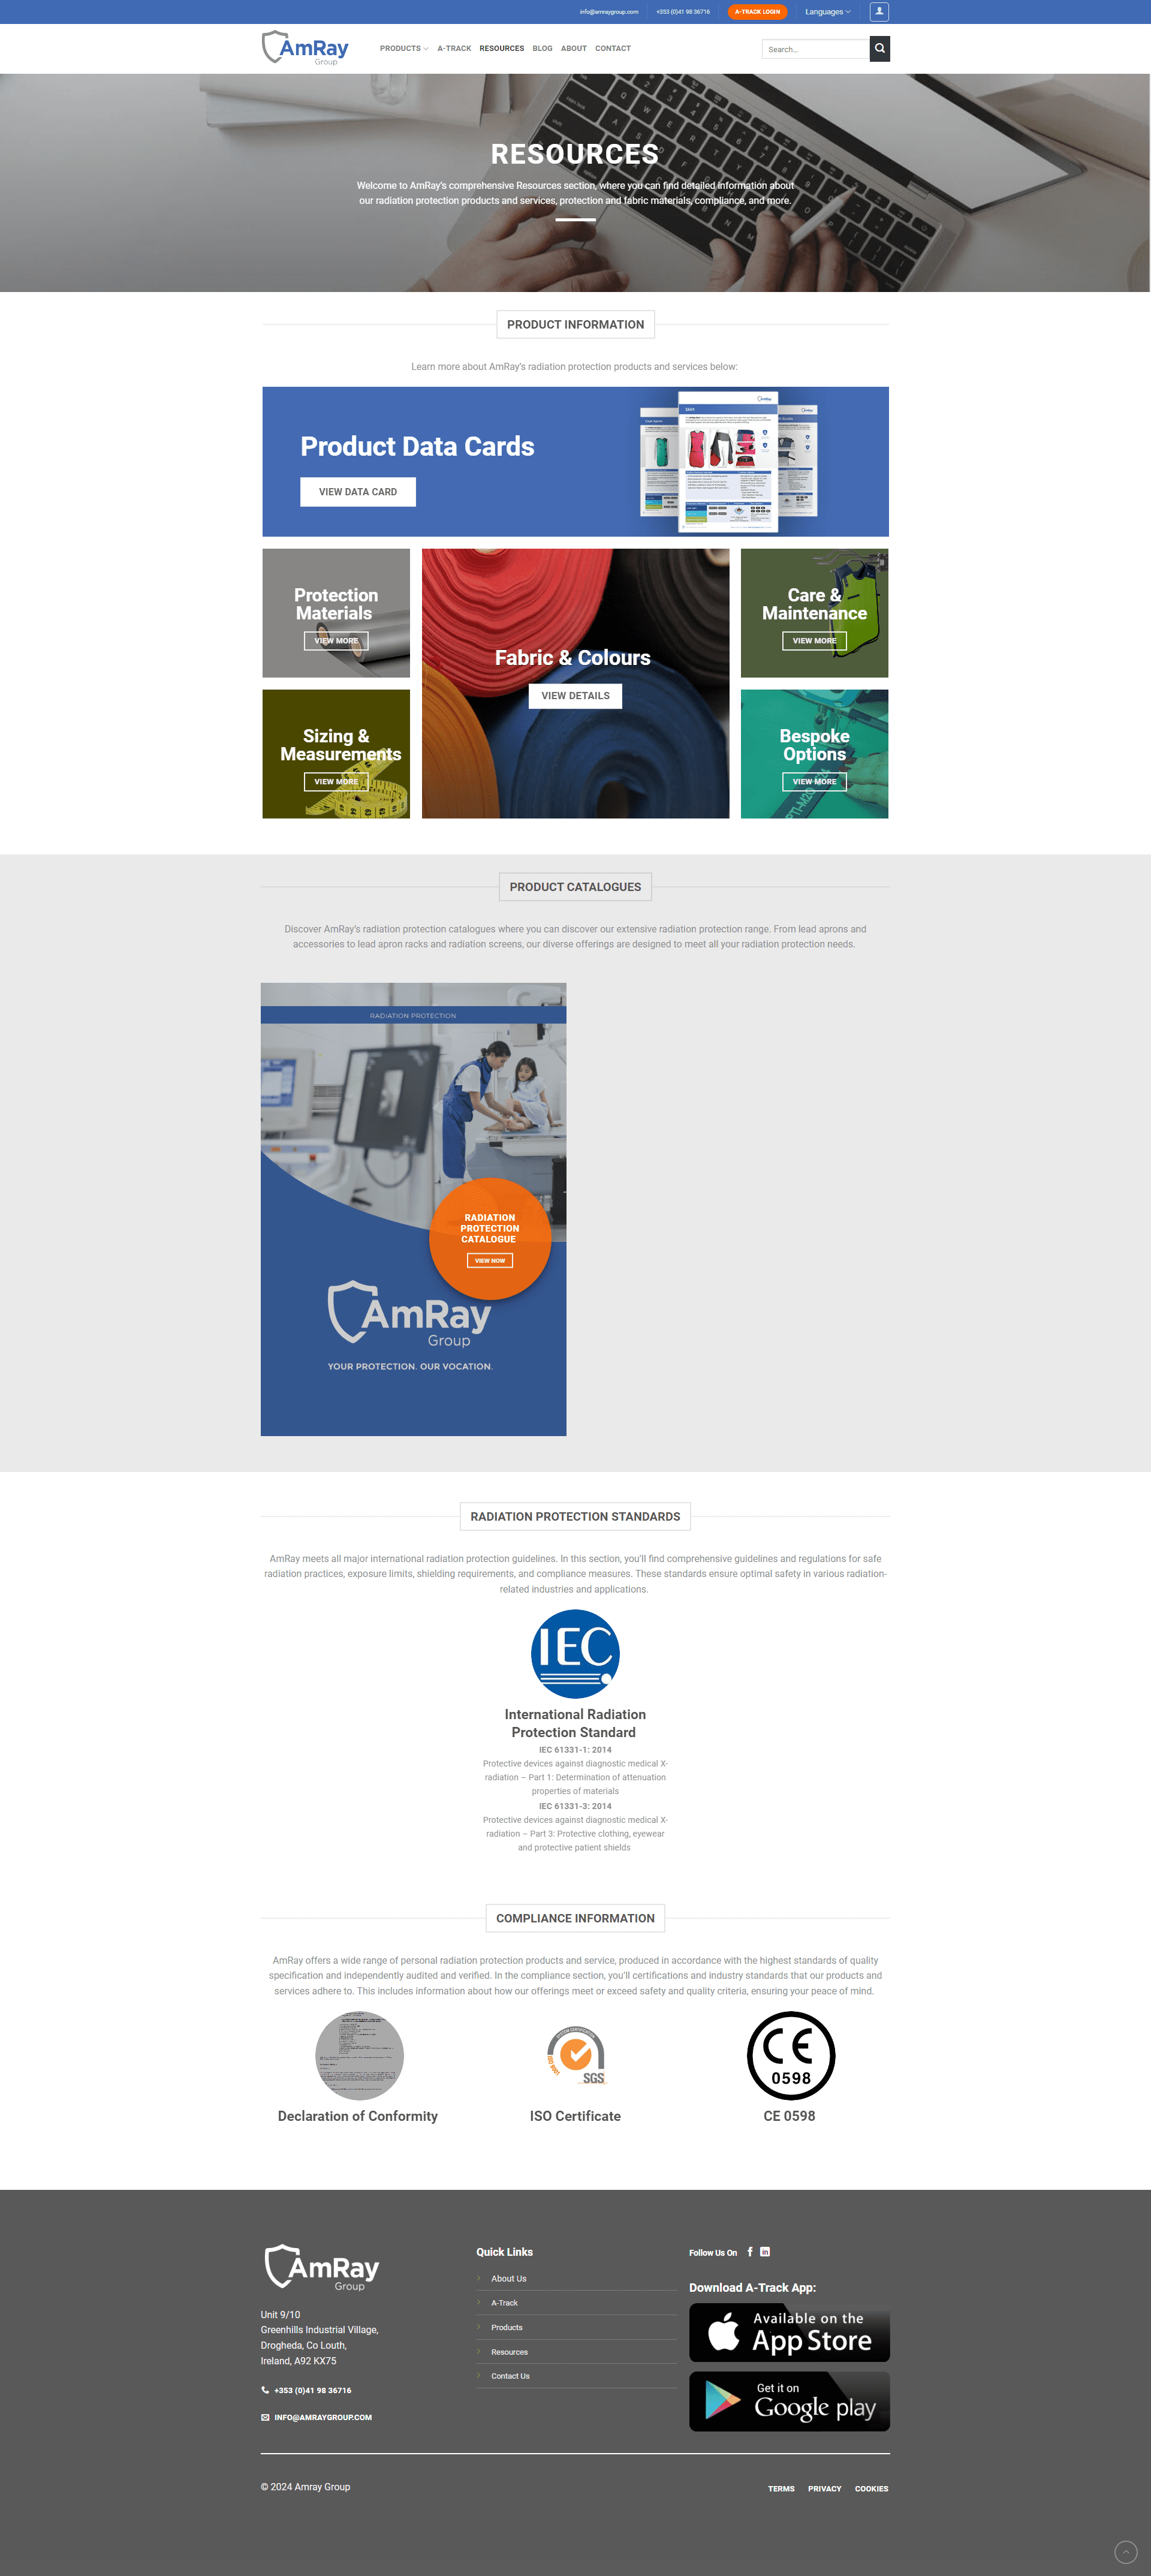 info@amraygroup.com
+353 (0)41 98 36716
A-TRACK LOGIN
Languages
AmRay
Group
PRODUCTS
A-TRACK
RESOURCES
BLOG
ABOUT
CONTACT
Search...
RESOURCES
Welcome to AmRay's comprehensive Resources section, where you can find detailed information about
our radiation protection products and services, protection and fabric materials, compliance, and more.
PRODUCT INFORMATION
Learn more about AmRay's radiation protection products and services below:
Product Data Cards
VIEW DATA CARD
Protection
Materials
VIEW MORE
Fabric & Colours
VIEW DETAILS
Care &
Maintenance
VIEW MORE
Sizing &
Measurements
VIEW MORE
Bespoke
Options
VIEW MORE
PRODUCT CATALOGUES
Discover AmRay's radiation protection catalogues where you can discover our extensive radiation protection range. From lead aprons and
accessories to lead apron racks and radiation screens, our diverse offerings are designed to meet all your radiation protection needs.
RADIATION PROTECTION
RADIATION
PROTECTION
CATALOGUE
VIEW NOW
AmRay
Group
YOUR PROTECTION. OUR VOCATION.
RADIATION PROTECTION STANDARDS
AmRay meets all major international radiation protection guidelines. In this section, you'll find comprehensive guidelines and regulations for safe
radiation practices, exposure limits, shielding requirements, and compliance measures. These standards ensure optimal safety in various radiation-
related industries and applications.
IEC
International Radiation
Protection Standard
IEC 61331-1: 2014
Protective devices against diagnostic medical X-
radiation – Part 1: Determination of attenuation
properties of materials
IEC 61331-3: 2014
Protective devices against diagnostic medical X-
radiation – Part 3: Protective clothing, eyewear
and protective patient shields
COMPLIANCE INFORMATION
AmRay offers a wide range of personal radiation protection products and service, produced in accordance with the highest standards of quality
specification and independently audited and verified. In the compliance section, you'll certifications and industry standards that our products and
services adhere to. This includes information about how our offerings meet or exceed safety and quality criteria, ensuring your peace of mind.
SGS
CE
0598
Declaration of Conformity
ISO Certificate
CE 0598
AmRay
Group
Unit 9/10
Greenhills Industrial Village,
Drogheda, Co Louth,
Ireland, A92 KX75
+353 (0)41 98 36716
INFO@AMRAYGROUP.COM
Quick Links
About Us
A-Track
Products
Resources
Contact Us
Follow Us On
Download A-Track App:
Available on the
App Store
Get it on
Google play
© 2024 Amray Group
TERMS
PRIVACY
COOKIES